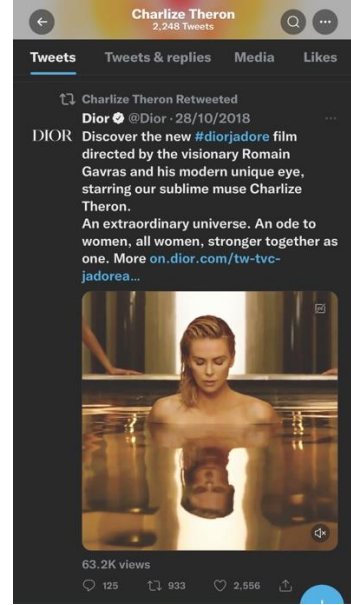 Charlize Theron
2,248 Tweets
Tweets Tweets & replies Media Likes
Charlize Theron Retweeted
Dior @Dior · 28/10/2018
DIOR
Discover the new #diorjadore film
directed by the visionary Romain
Gavras and his modern unique eye,
starring our sublime muse Charlize
Theron.
An extraordinary universe. An ode to
women, all women, stronger together as
one. More on.dior.com/tw-tvc-
jadorea...
63.2K views
125 933 2,556